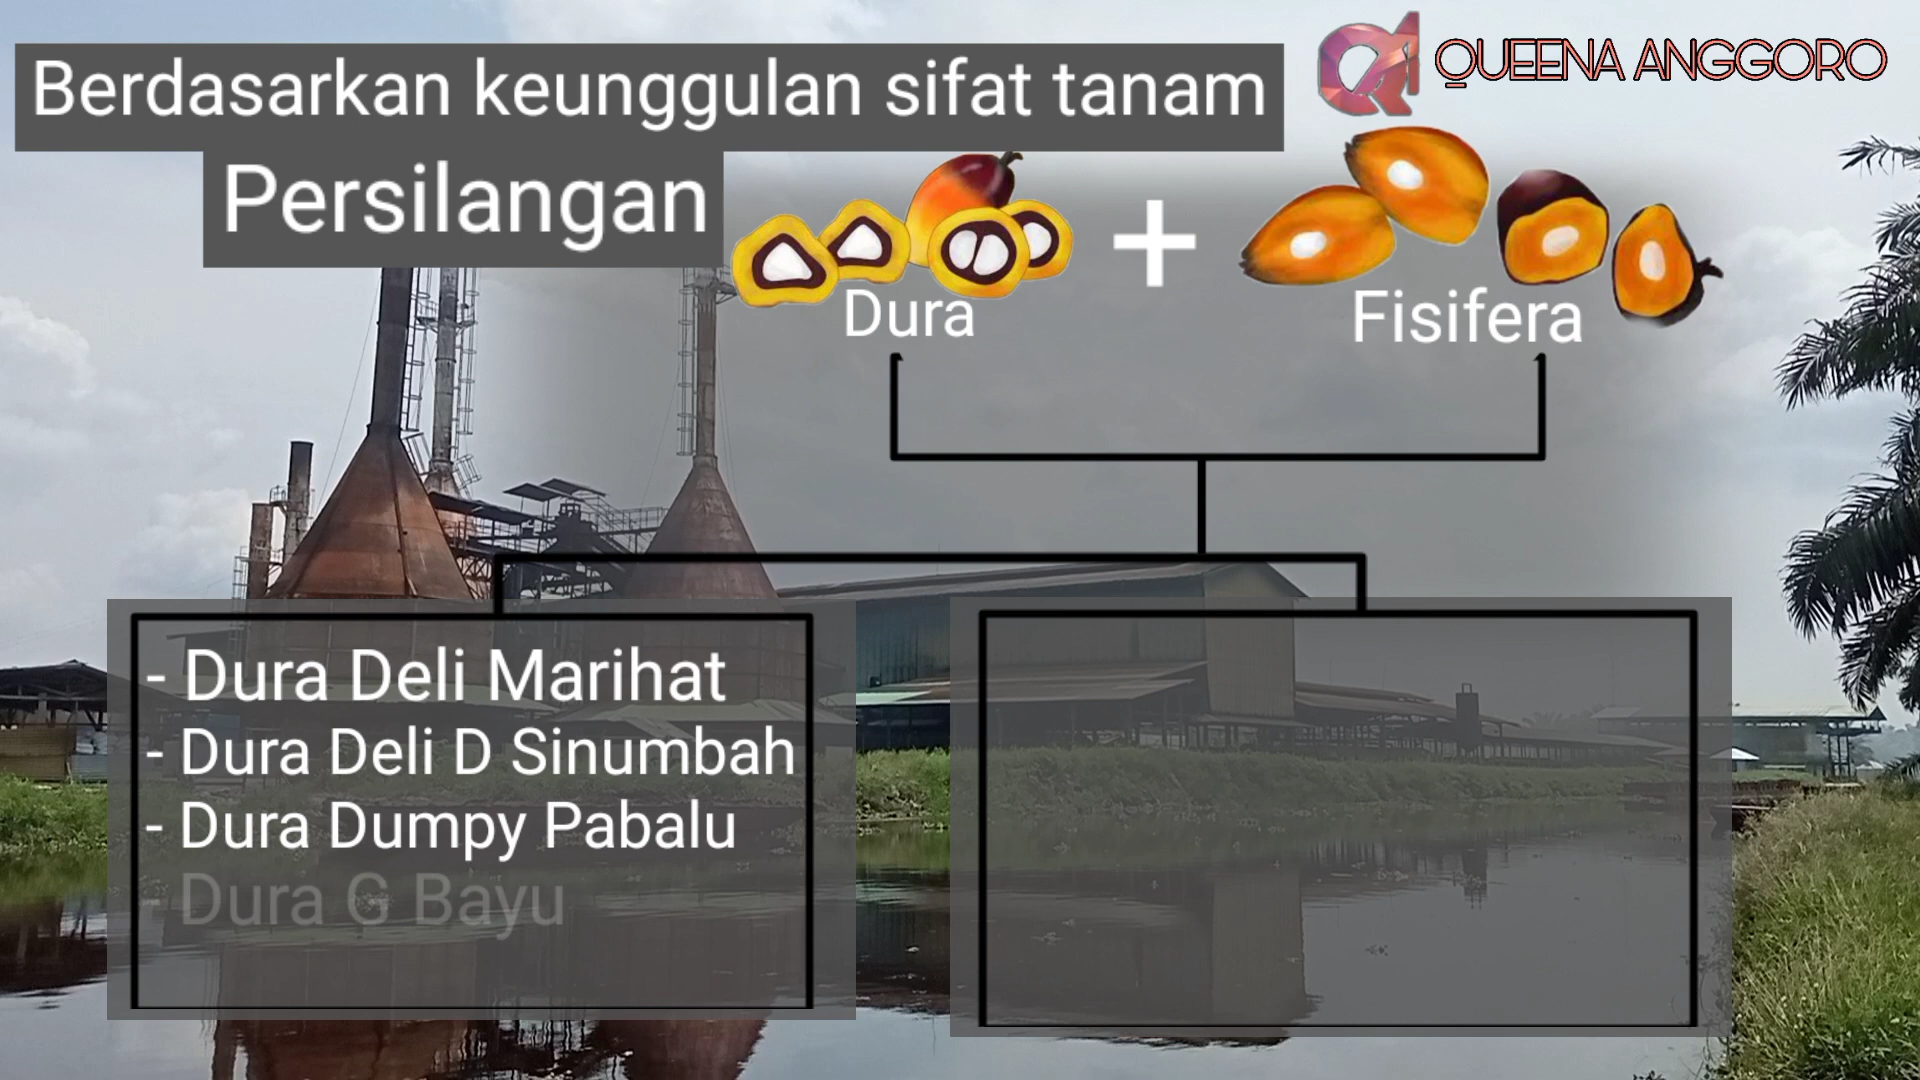 Berdasarkan keunggulan sifat tanam
QUEENA ANGGORO
Persilangan
+
Dura
Fisifera
- Dura Deli Marihat
- Dura Deli D Sinumbah
- Dura Dumpy Pabalu
- Dura G Bayu